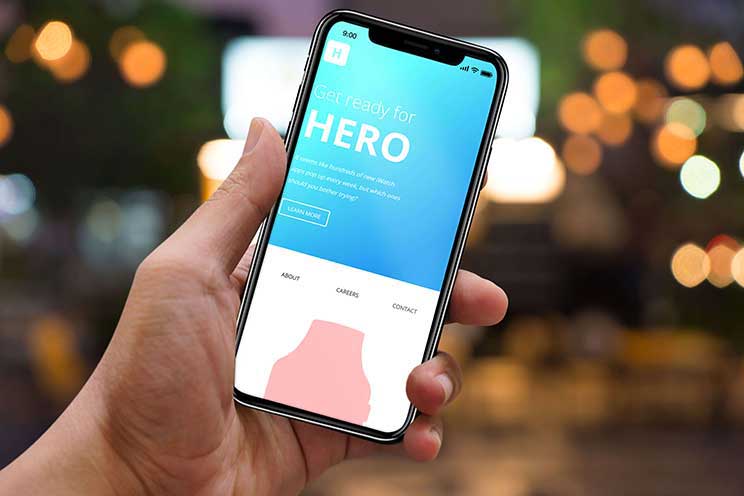 9:00
H
Get ready for
HERO
It seems like hundreds of new iWatch
apps pop up every week, but which ones
should you bother trying?
LEARN MORE
ABOUT
CAREERS
CONTACT